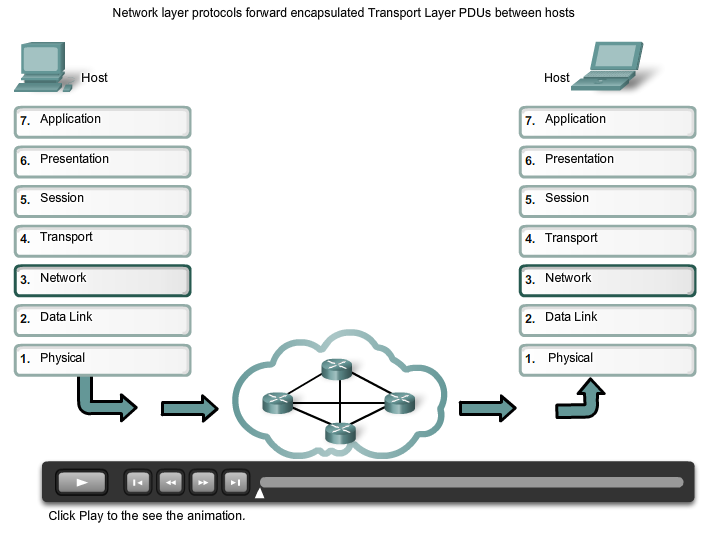 Network layer protocols forward encapsulated Transport Layer PDUs between hosts
Host
Host
7. Application
6. Presentation
5. Session
4. Transport
3. Network
2. Data Link
1. Physical
7. Application
6. Presentation
5. Session
4. Transport
3. Network
2. Data Link
1. Physical
Click Play to the see the animation.